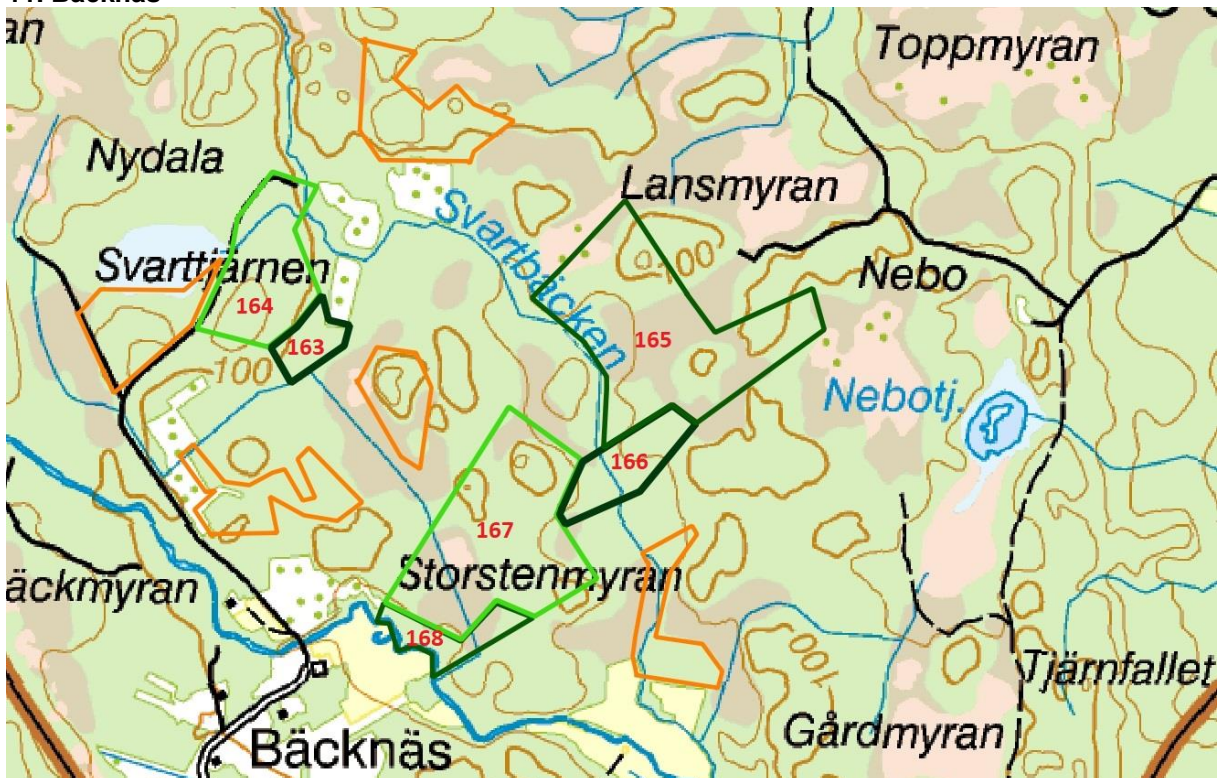 an
Toppmyran
Nydala
Lansmyran
Svartbäcken
100
Svarttjärnen
Nebo
164
165
163
100
Nebotj.
166
167
Storstenmyran
äckmyran
168
Tjärnfallet
100
Gårdmyran
Bäcknäs